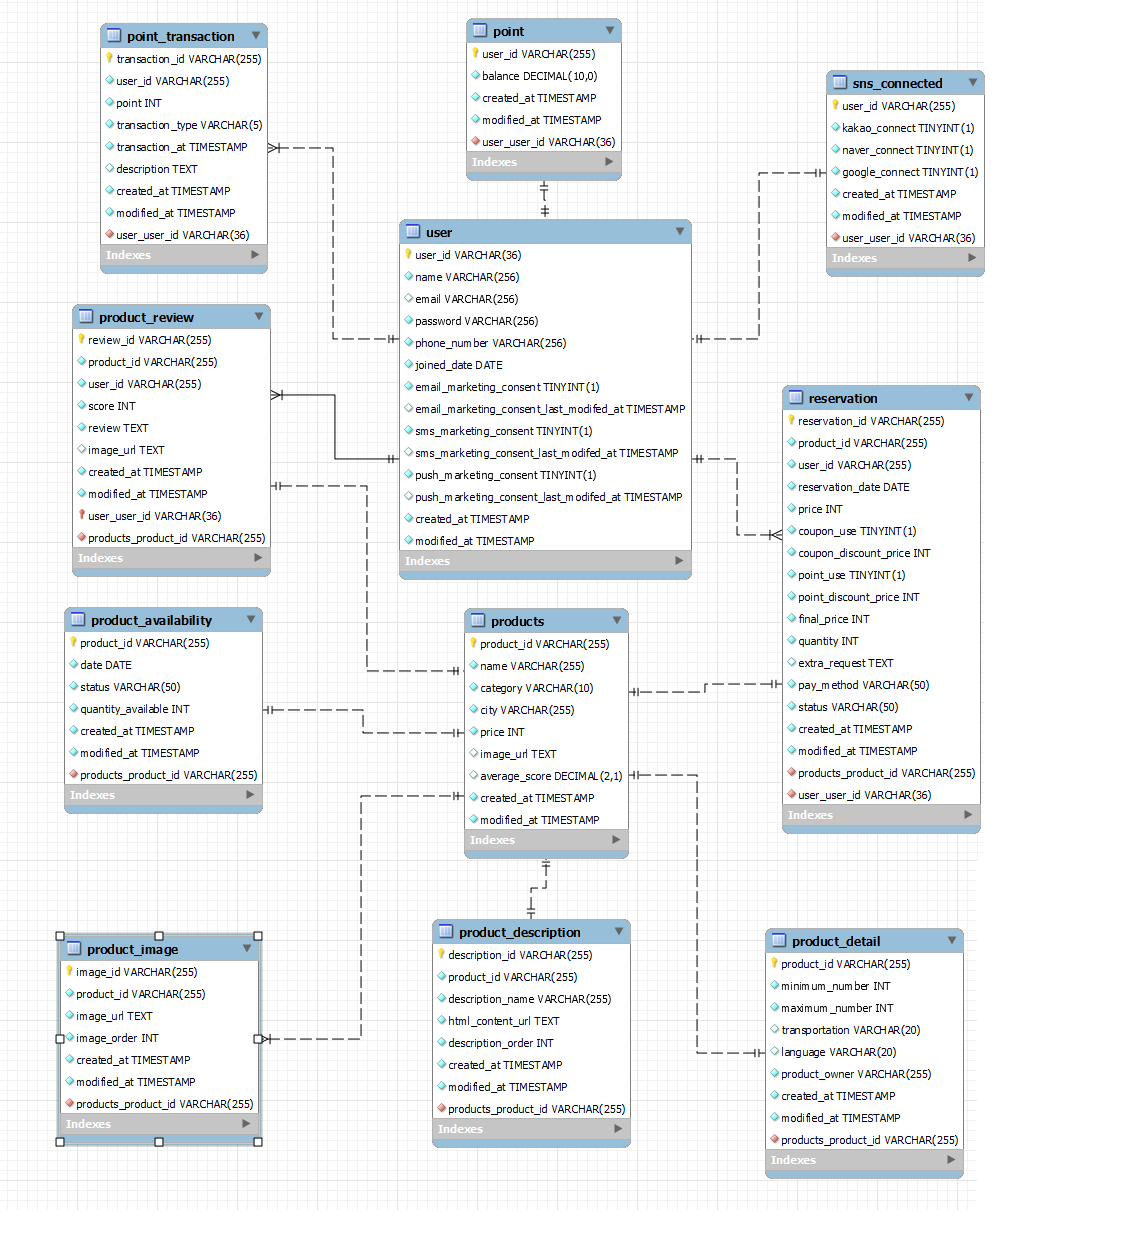 point_transaction
transaction_id VARCHAR(255)
user_id VARCHAR(255)
point INT
transaction_type VARCHAR(5)
transaction_at TIMESTAMP
description TEXT
created_at TIMESTAMP
modified_at TIMESTAMP
user_user_id VARCHAR(36)
Indexes
point
user_id VARCHAR(255)
balance DECIMAL(10,0)
created_at TIMESTAMP
modified_at TIMESTAMP
user_user_id VARCHAR(36)
Indexes
sns_connected
user_id VARCHAR(255)
kakao_connect TINYINT(1)
naver_connect TINYINT(1)
google_connect TINYINT(1)
created_at TIMESTAMP
modified_at TIMESTAMP
user_user_id VARCHAR(36)
Indexes
user
user_id VARCHAR(36)
name VARCHAR(256)
email VARCHAR(256)
password VARCHAR(256)
phone_number VARCHAR(256)
joined_date DATE
email_marketing_consent TINYINT(1)
email_marketing_consent_last_modifed_at TIMESTAMP
sms_marketing_consent TINYINT(1)
sms_marketing_consent_last_modifed_at TIMESTAMP
push_marketing_consent TINYINT(1)
push_marketing_consent_last_modifed_at TIMESTAMP
created_at TIMESTAMP
modified_at TIMESTAMP
Indexes
product_review
review_id VARCHAR(255)
product_id VARCHAR(255)
user_id VARCHAR(255)
score INT
review TEXT
image_url TEXT
created_at TIMESTAMP
modified_at TIMESTAMP
user_user_id VARCHAR(36)
products_product_id VARCHAR(255)
Indexes
reservation
reservation_id VARCHAR(255)
product_id VARCHAR(255)
user_id VARCHAR(255)
reservation_date DATE
price INT
coupon_use TINYINT(1)
coupon_discount_price INT
point_use TINYINT(1)
point_discount_price INT
final_price INT
quantity INT
extra_request TEXT
pay_method VARCHAR(50)
status VARCHAR(50)
created_at TIMESTAMP
modified_at TIMESTAMP
products_product_id VARCHAR(255)
user_user_id VARCHAR(36)
Indexes
product_availability
product_id VARCHAR(255)
date DATE
status VARCHAR(50)
quantity_available INT
created_at TIMESTAMP
modified_at TIMESTAMP
products_product_id VARCHAR(255)
Indexes
products
product_id VARCHAR(255)
name VARCHAR(255)
category VARCHAR(10)
city VARCHAR(255)
price INT
image_url TEXT
average_score DECIMAL(2,1)
created_at TIMESTAMP
modified_at TIMESTAMP
Indexes
product_image
image_id VARCHAR(255)
product_id VARCHAR(255)
image_url TEXT
image_order INT
created_at TIMESTAMP
modified_at TIMESTAMP
products_product_id VARCHAR(255)
Indexes
product_description
description_id VARCHAR(255)
product_id VARCHAR(255)
description_name VARCHAR(255)
html_content_url TEXT
description_order INT
created_at TIMESTAMP
modified_at TIMESTAMP
products_product_id VARCHAR(255)
Indexes
product_detail
product_id VARCHAR(255)
minimum_number INT
maximum_number INT
transportation VARCHAR(20)
language VARCHAR(20)
product_owner VARCHAR(255)
created_at TIMESTAMP
modified_at TIMESTAMP
products_product_id VARCHAR(255)
Indexes